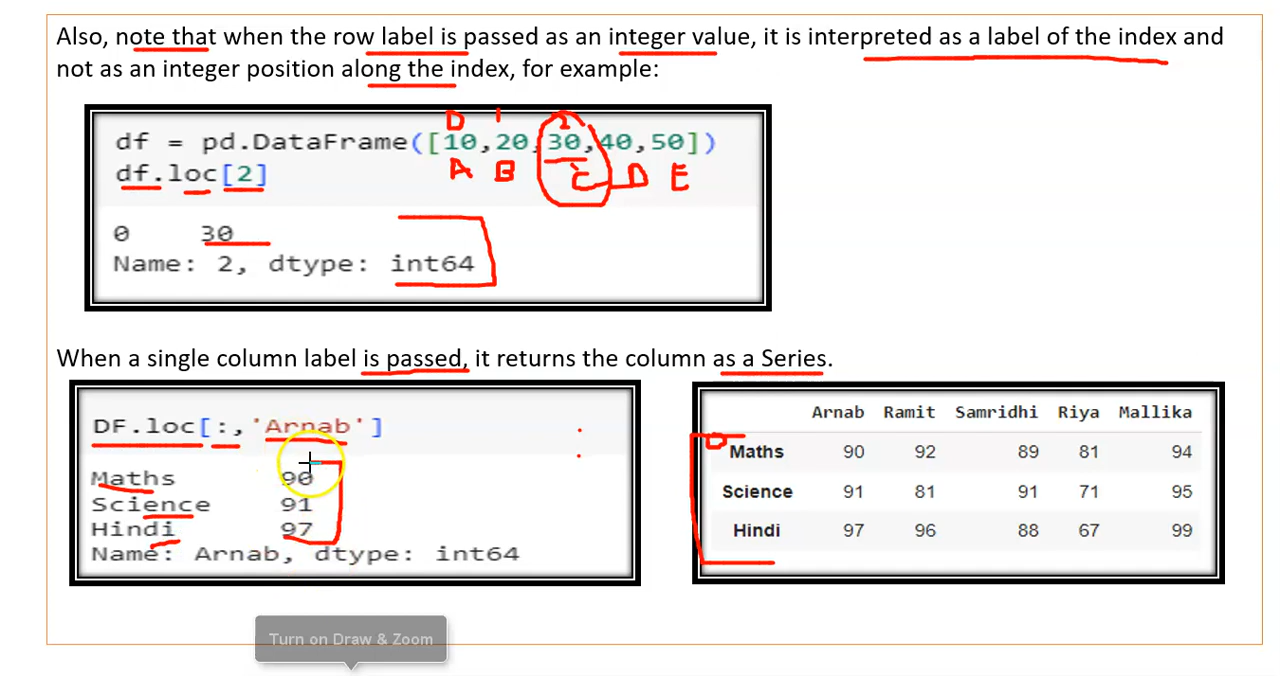 Also, note that when the row label is passed as an integer value, it is interpreted as a label of the index and
not as an integer position along the index, for example:
D 1 2
df = pd.DataFrame([10,20,30,40,50])
A B C D E
df.loc[2]
0 30
Name: 2, dtype: int64
When a single column label is passed, it returns the column as a Series.
DF.loc[:,'Arnab']
Maths 90
Science 91
Hindi 97
Name: Arnab, dtype: int64
Arnab Ramit Samridhi Riya Mallika
Maths 90 92 89 81 94
Science 91 81 91 71 95
Hindi 97 96 88 67 99
Turn on Draw & Zoom